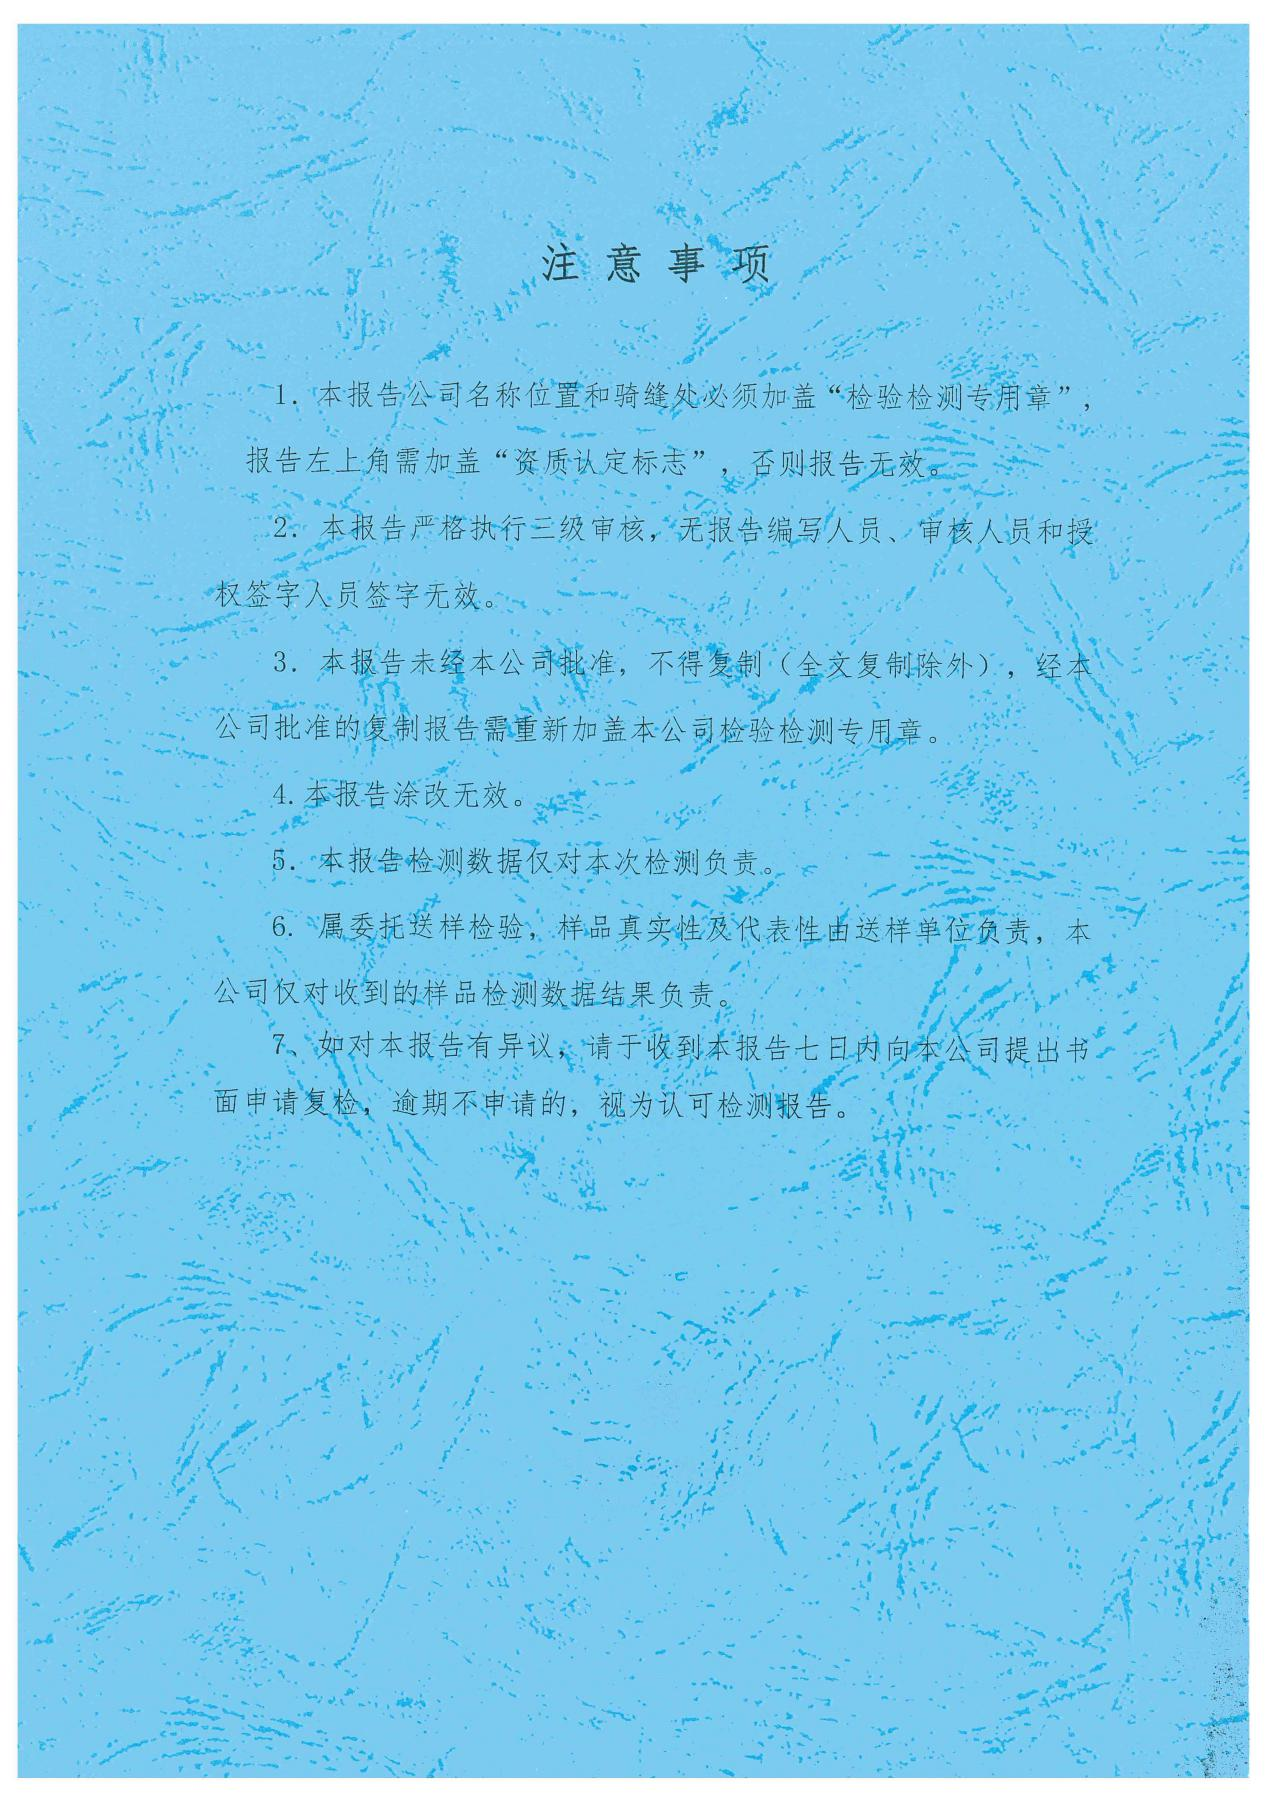 注意事项
1. 本报告公司名称位置和骑缝处必须加盖“检验检测专用章”，
报告左上角需加盖“资质认定标志”，否则报告无效。
2. 本报告严格执行三级审核，无报告编写人员、审核人员和授
权签字人员签字无效。
3. 本报告未经本公司批准，不得复制（全文复制除外），经本
公司批准的复制报告需重新加盖本公司检验检测专用章。
4. 本报告涂改无效。
5. 本报告检测数据仅对本次检测负责。
6. 属委托送样检验，样品真实性及代表性由送样单位负责，本
公司仅对收到的样品检测数据结果负责。
7、如对本报告有异议，请于收到本报告七日内向本公司提出书
面申请复检，逾期不申请的，视为认可检测报告。